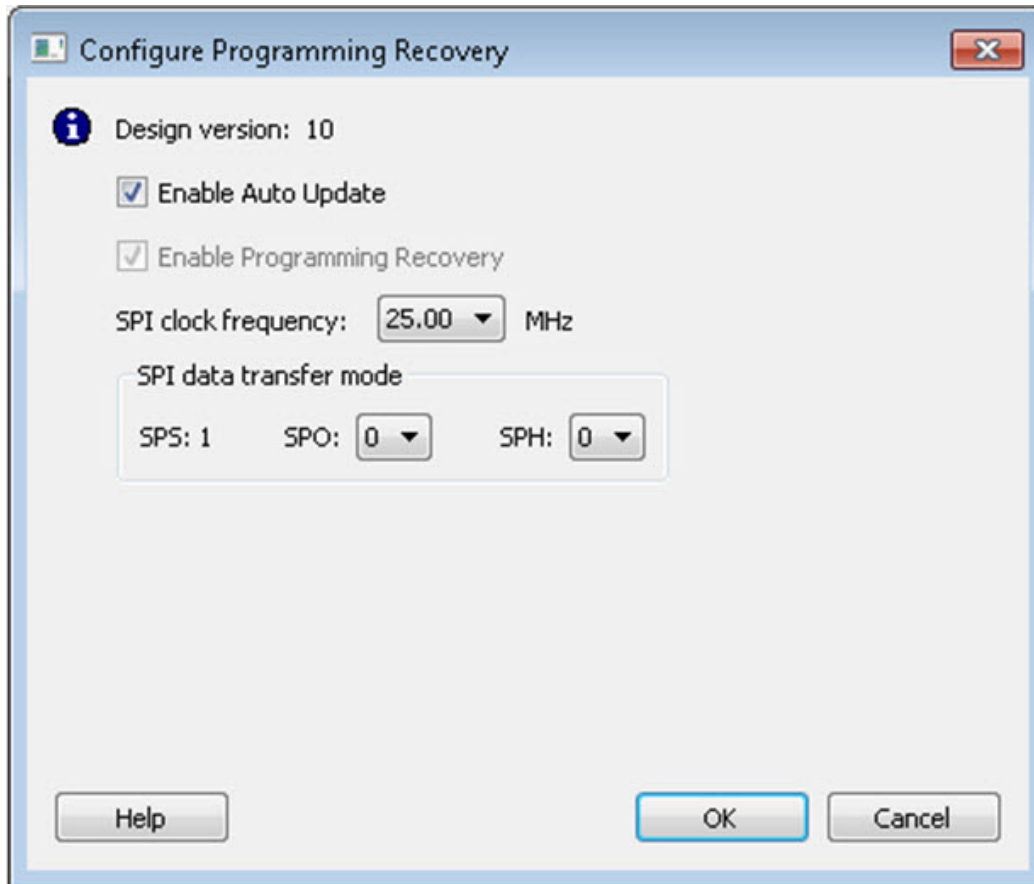 Configure Programming Recovery
Design version: 10
Enable Auto Update
Enable Programming Recovery
SPI clock frequency: 25.00 MHz
SPI data transfer mode
SPS: 1 SPO: 0 SPH: 0
Help OK Cancel